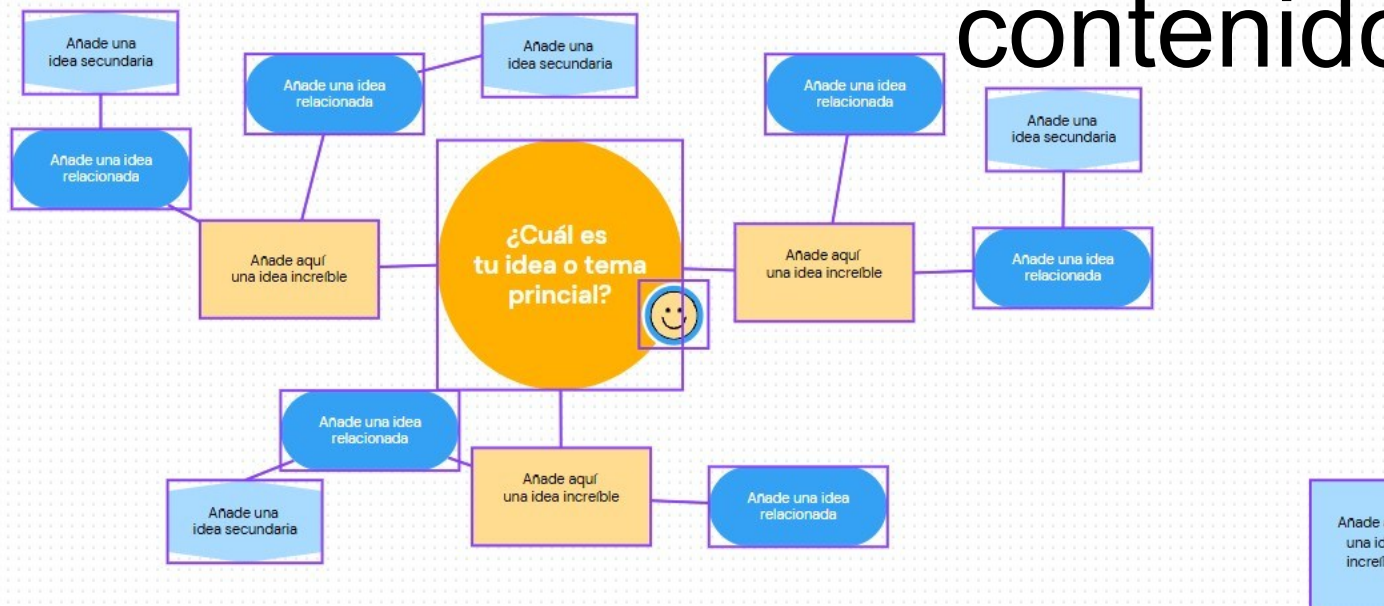 contenido
Añade una
idea secundaria
Añade una idea
relacionada
Añade una
idea secundaria
Añade una idea
relacionada
Añade una
idea secundaria
Añade una idea
relacionada
¿Cuál es
tu idea o tema
princial?
Añade aquí
una idea increíble
Añade aquí
una idea increíble
Añade una idea
relacionada
Añade una idea
relacionada
Añade aquí
una idea increíble
Añade una idea
relacionada
Añade una
idea secundaria
Añade
una